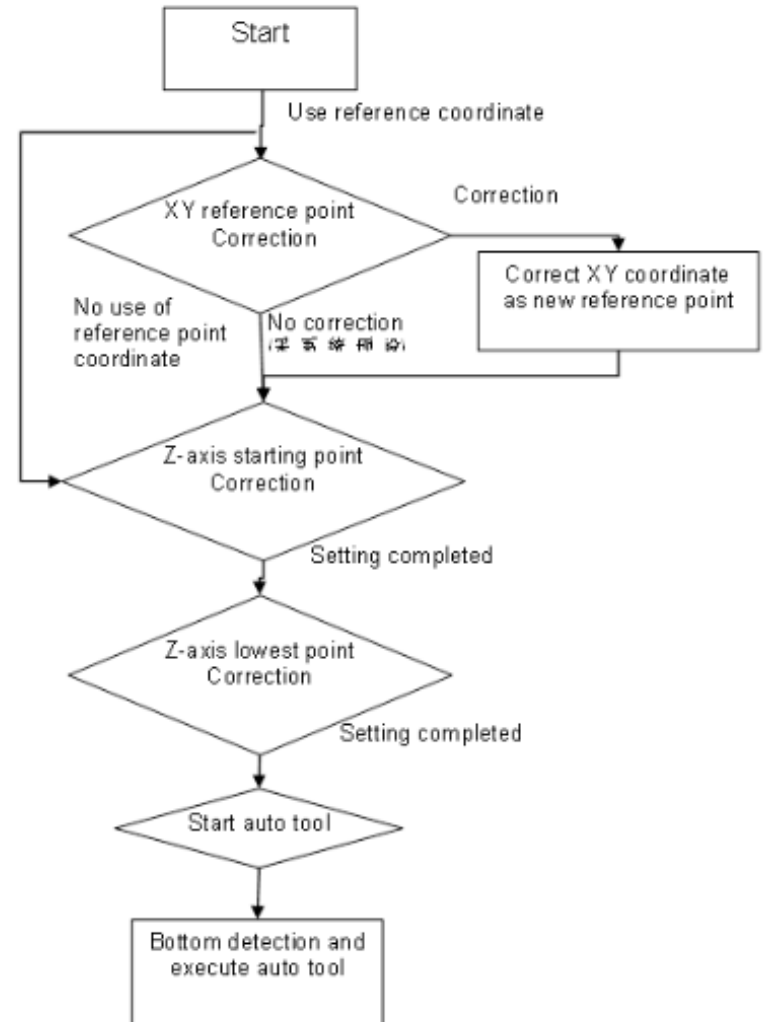 Start
Use reference coordinate
XY reference point
Correction
Correction
Correct XY coordinate
as new reference point
No use of
reference point
coordinate
No correction
Z-axis starting point
Correction
Setting completed
Z-axis lowest point
Correction
Setting completed
Start auto tool
Bottom detection and
execute auto tool